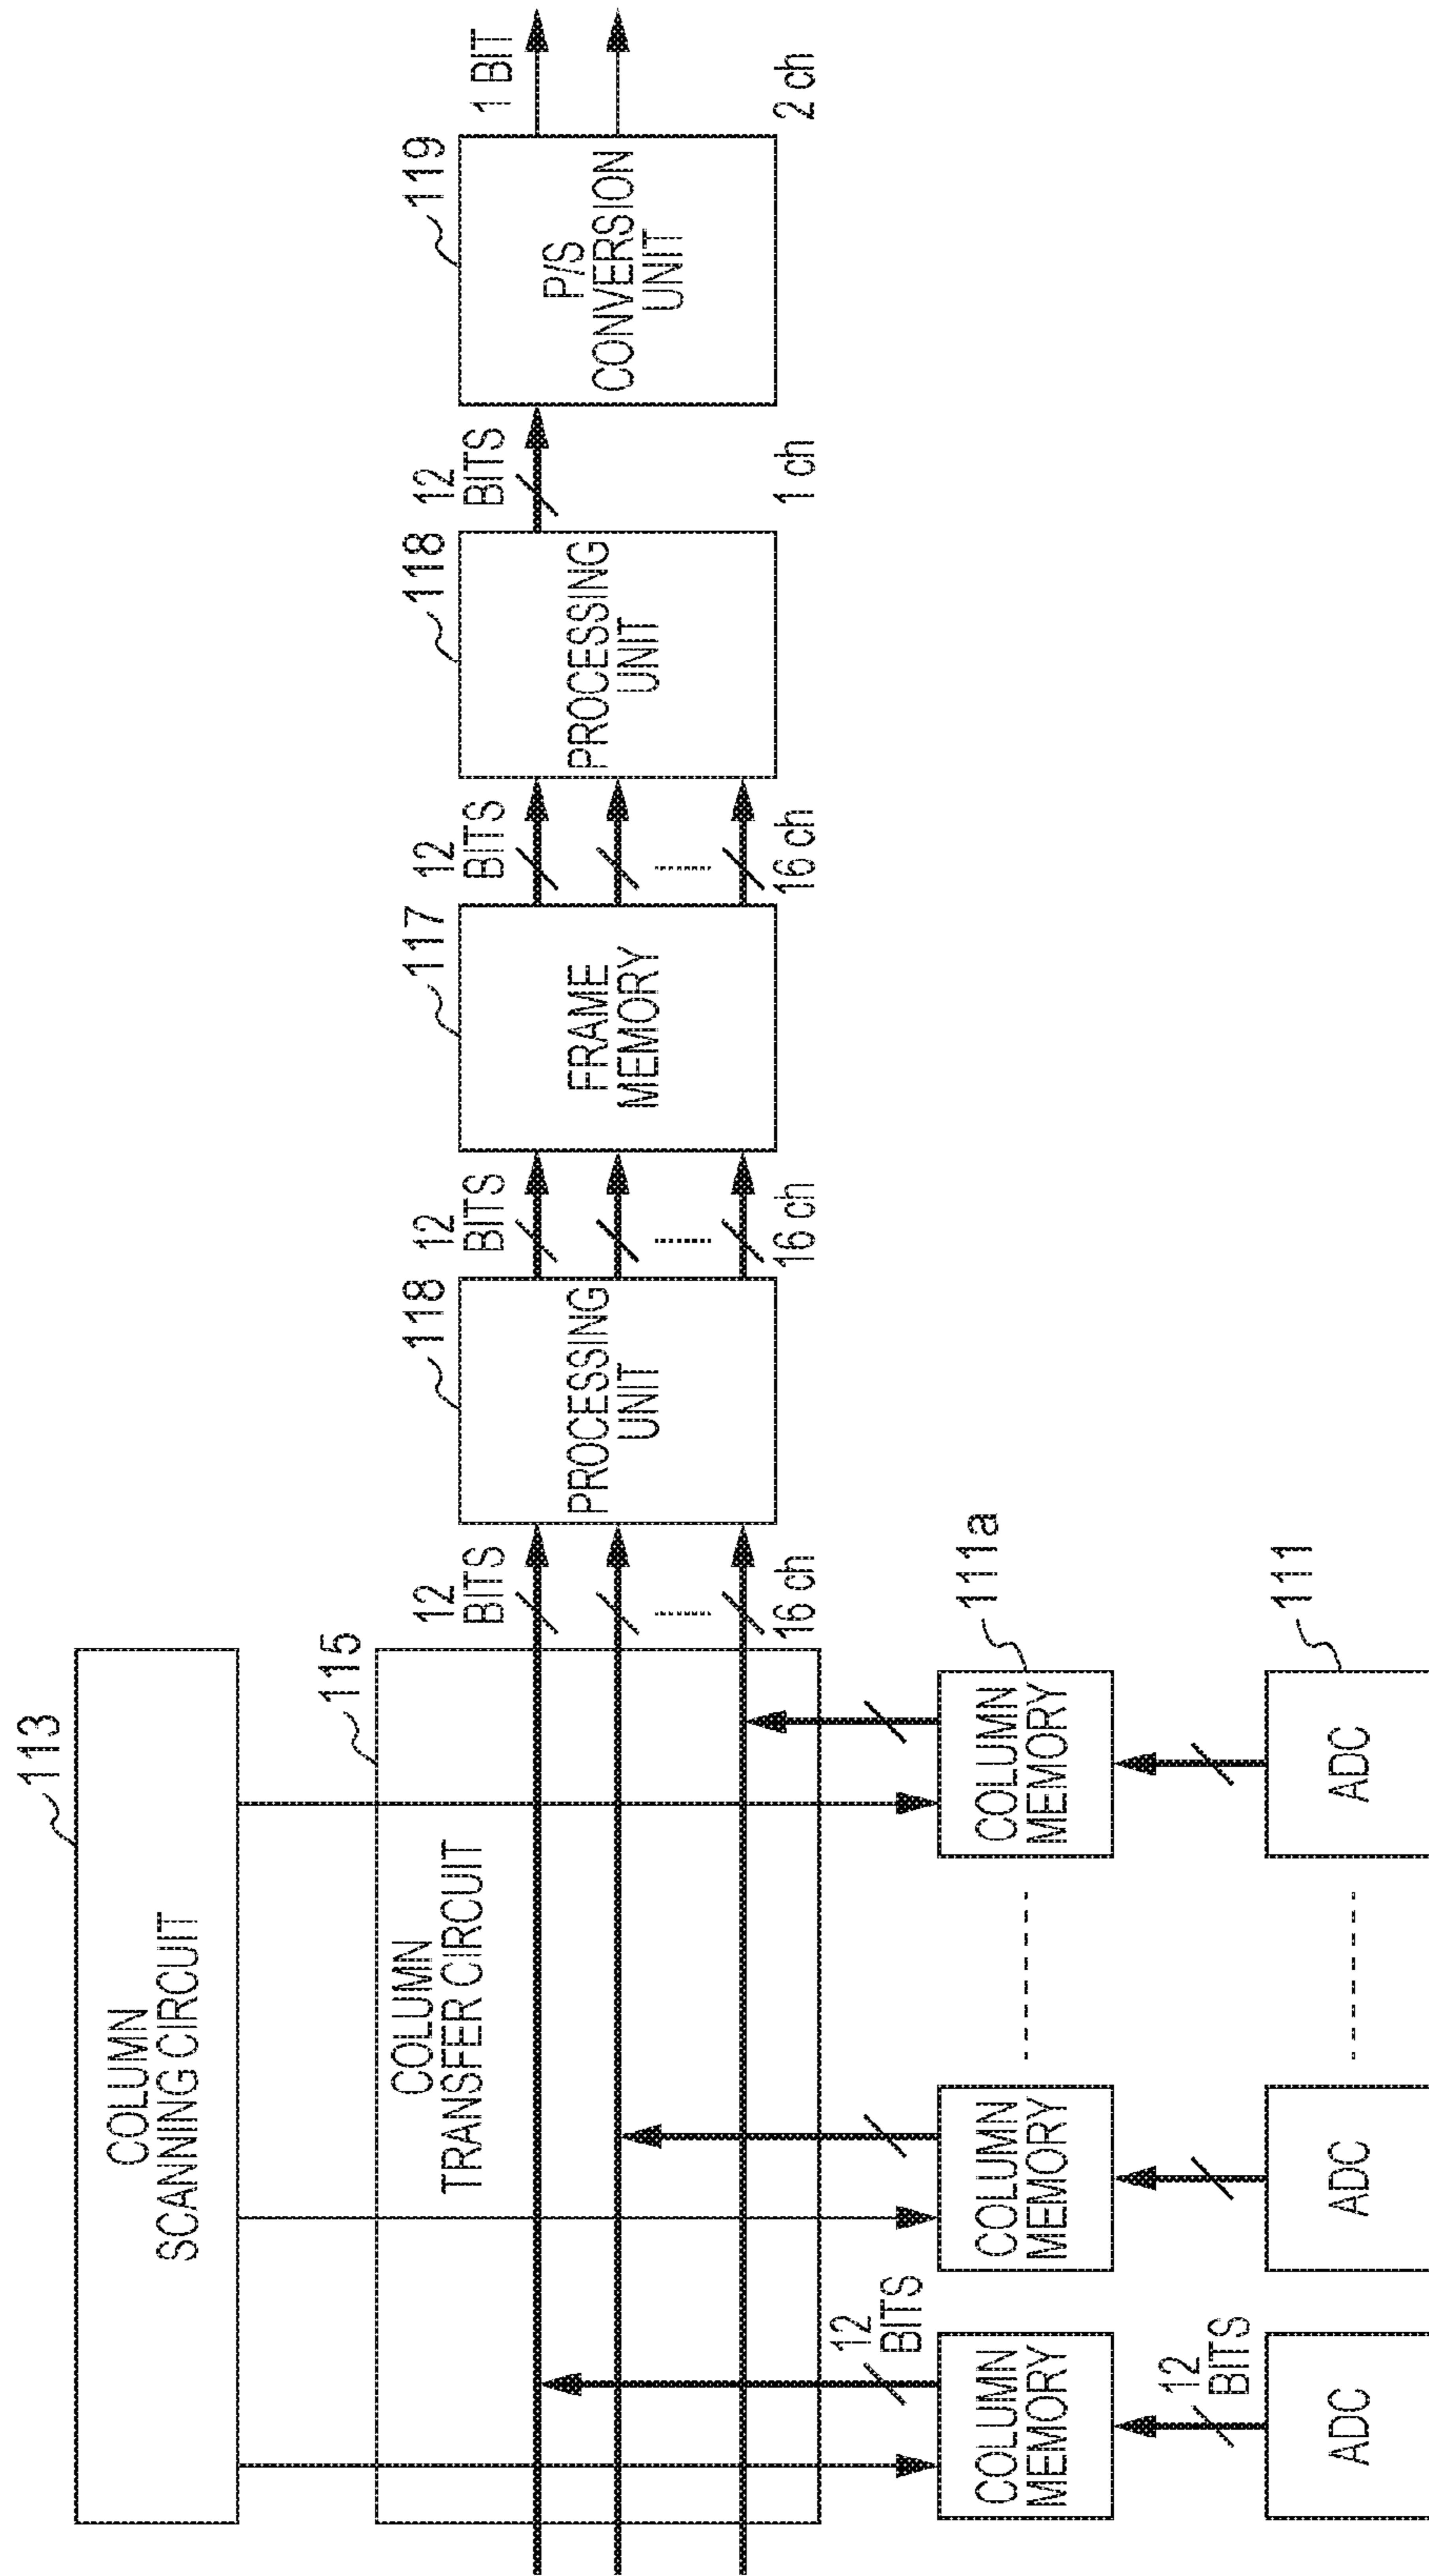 113
COLUMN
SCANNING CIRCUIT
115
COLUMN
TRANSFER CIRCUIT
12
BITS
16 ch
118
PROCESSING
UNIT
12
BITS
16 ch
117
FRAME
MEMORY
12
BITS
16 ch
118
PROCESSING
UNIT
12
BITS
1 ch
119
P/S
CONVERSION
UNIT
1 BIT
2 ch
12
BITS
COLUMN
MEMORY
COLUMN
MEMORY
COLUMN
MEMORY
111a
12
BITS
ADC
ADC
ADC
111